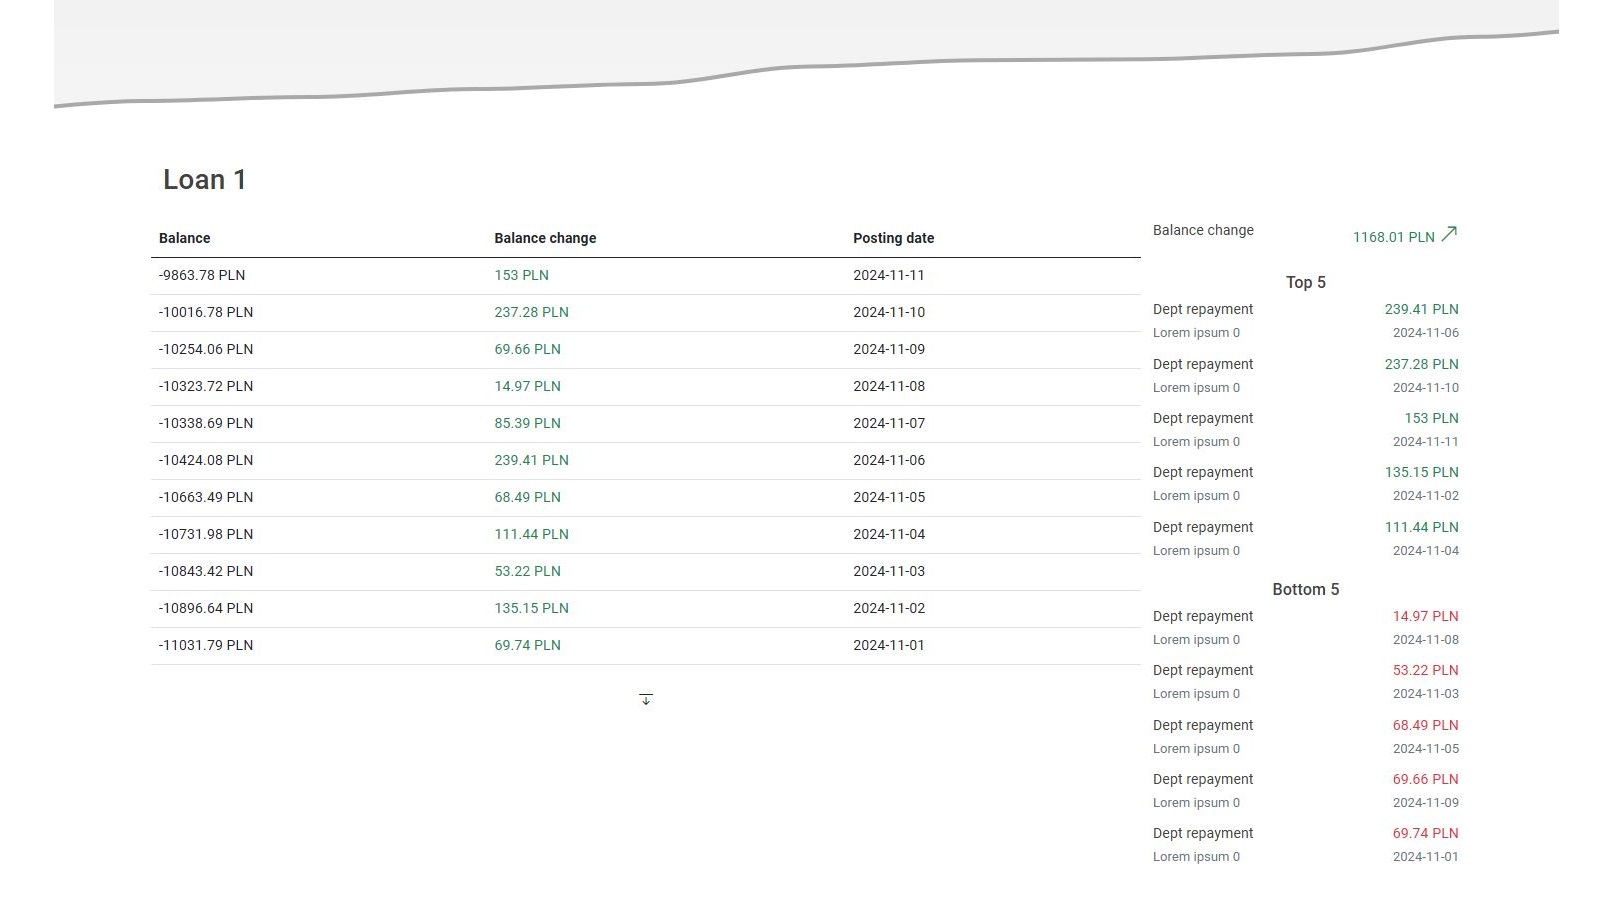 Loan 1
Balance Balance change Posting date
-9863.78 PLN 153 PLN 2024-11-11
-10016.78 PLN 237.28 PLN 2024-11-10
-10254.06 PLN 69.66 PLN 2024-11-09
-10323.72 PLN 14.97 PLN 2024-11-08
-10338.69 PLN 85.39 PLN 2024-11-07
-10424.08 PLN 239.41 PLN 2024-11-06
-10663.49 PLN 68.49 PLN 2024-11-05
-10731.98 PLN 111.44 PLN 2024-11-04
-10843.42 PLN 53.22 PLN 2024-11-03
-10896.64 PLN 135.15 PLN 2024-11-02
-11031.79 PLN 69.74 PLN 2024-11-01
Balance change 1168.01 PLN
Top 5
Dept repayment 239.41 PLN
Lorem ipsum 0 2024-11-06
Dept repayment 237.28 PLN
Lorem ipsum 0 2024-11-10
Dept repayment 153 PLN
Lorem ipsum 0 2024-11-11
Dept repayment 135.15 PLN
Lorem ipsum 0 2024-11-02
Dept repayment 111.44 PLN
Lorem ipsum 0 2024-11-04
Bottom 5
Dept repayment 14.97 PLN
Lorem ipsum 0 2024-11-08
Dept repayment 53.22 PLN
Lorem ipsum 0 2024-11-03
Dept repayment 68.49 PLN
Lorem ipsum 0 2024-11-05
Dept repayment 69.66 PLN
Lorem ipsum 0 2024-11-09
Dept repayment 69.74 PLN
Lorem ipsum 0 2024-11-01